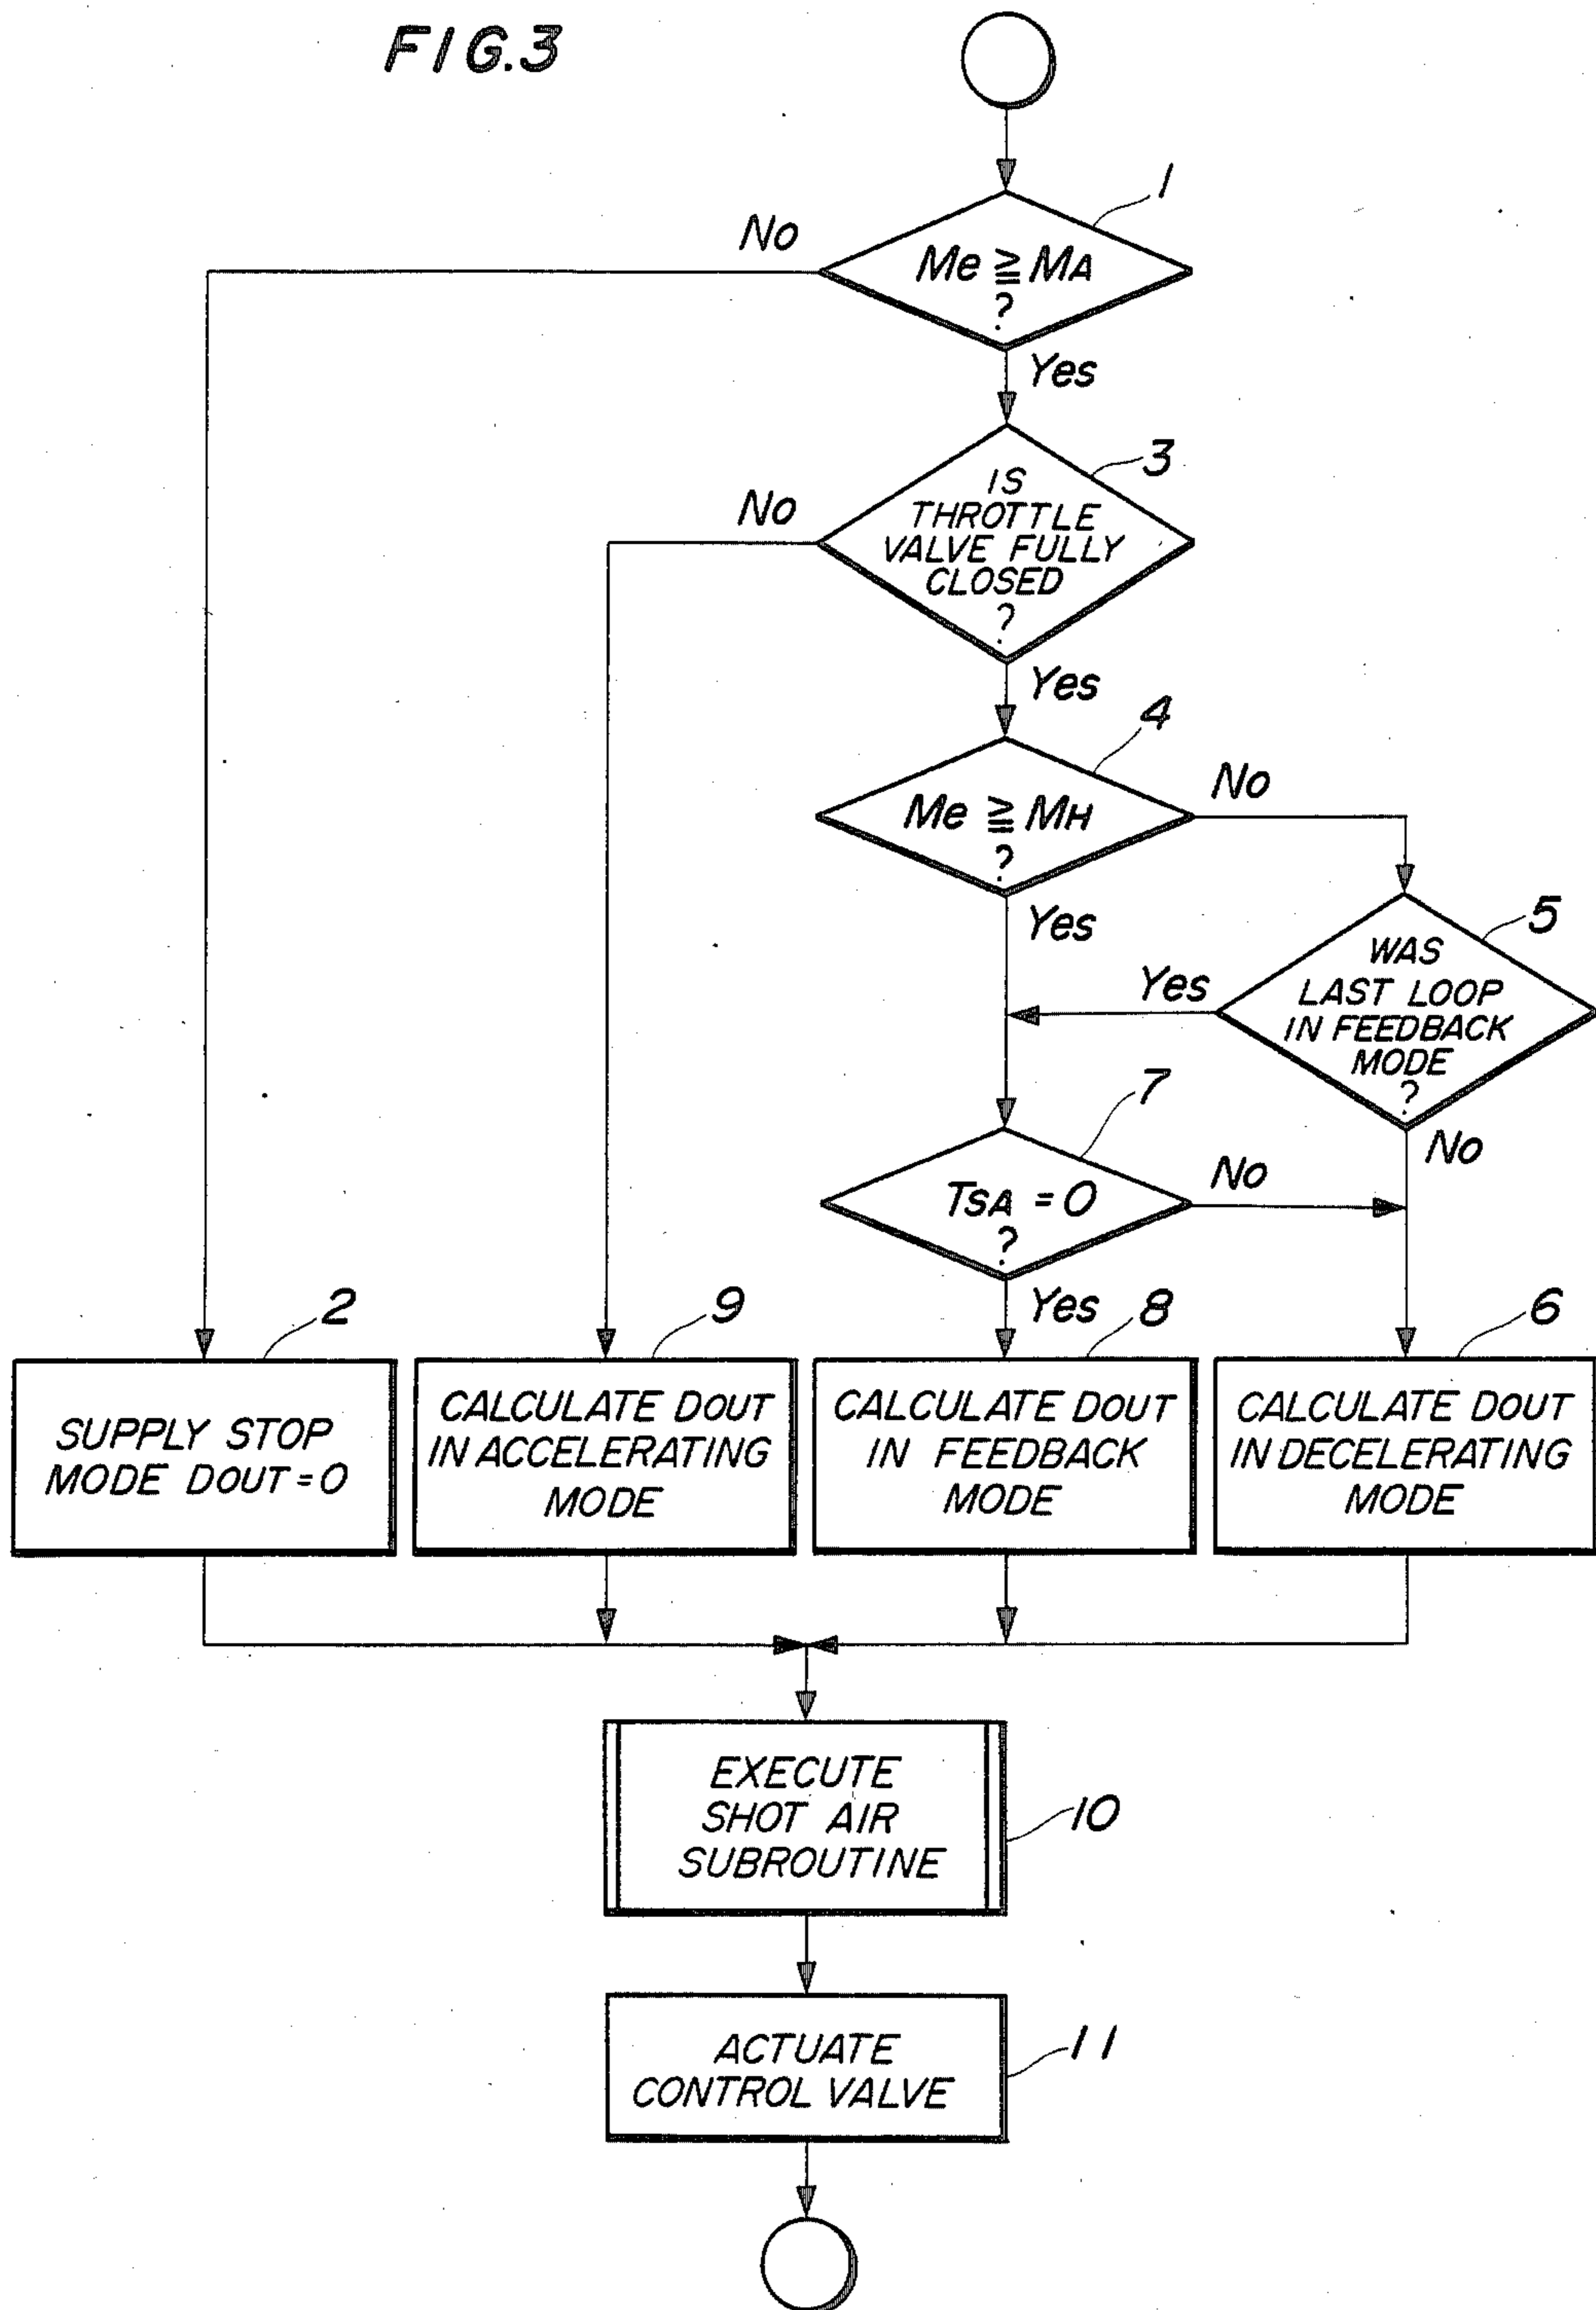 FIG.3
1
No
Me ≧ MA
?
Yes
3
No
IS
THROTTLE
VALVE FULLY
CLOSED
?
Yes
4
No
Me ≧ MH
?
Yes
5
WAS
LAST LOOP
IN FEEDBACK
MODE
?
Yes
No
7
TSA = 0
?
No
Yes
2
SUPPLY STOP
MODE DOUT = 0
9
CALCULATE DOUT
IN ACCELERATING
MODE
8
CALCULATE DOUT
IN FEEDBACK
MODE
6
CALCULATE DOUT
IN DECELERATING
MODE
EXECUTE
SHOT AIR
SUBROUTINE
10
ACTUATE
CONTROL VALVE
11